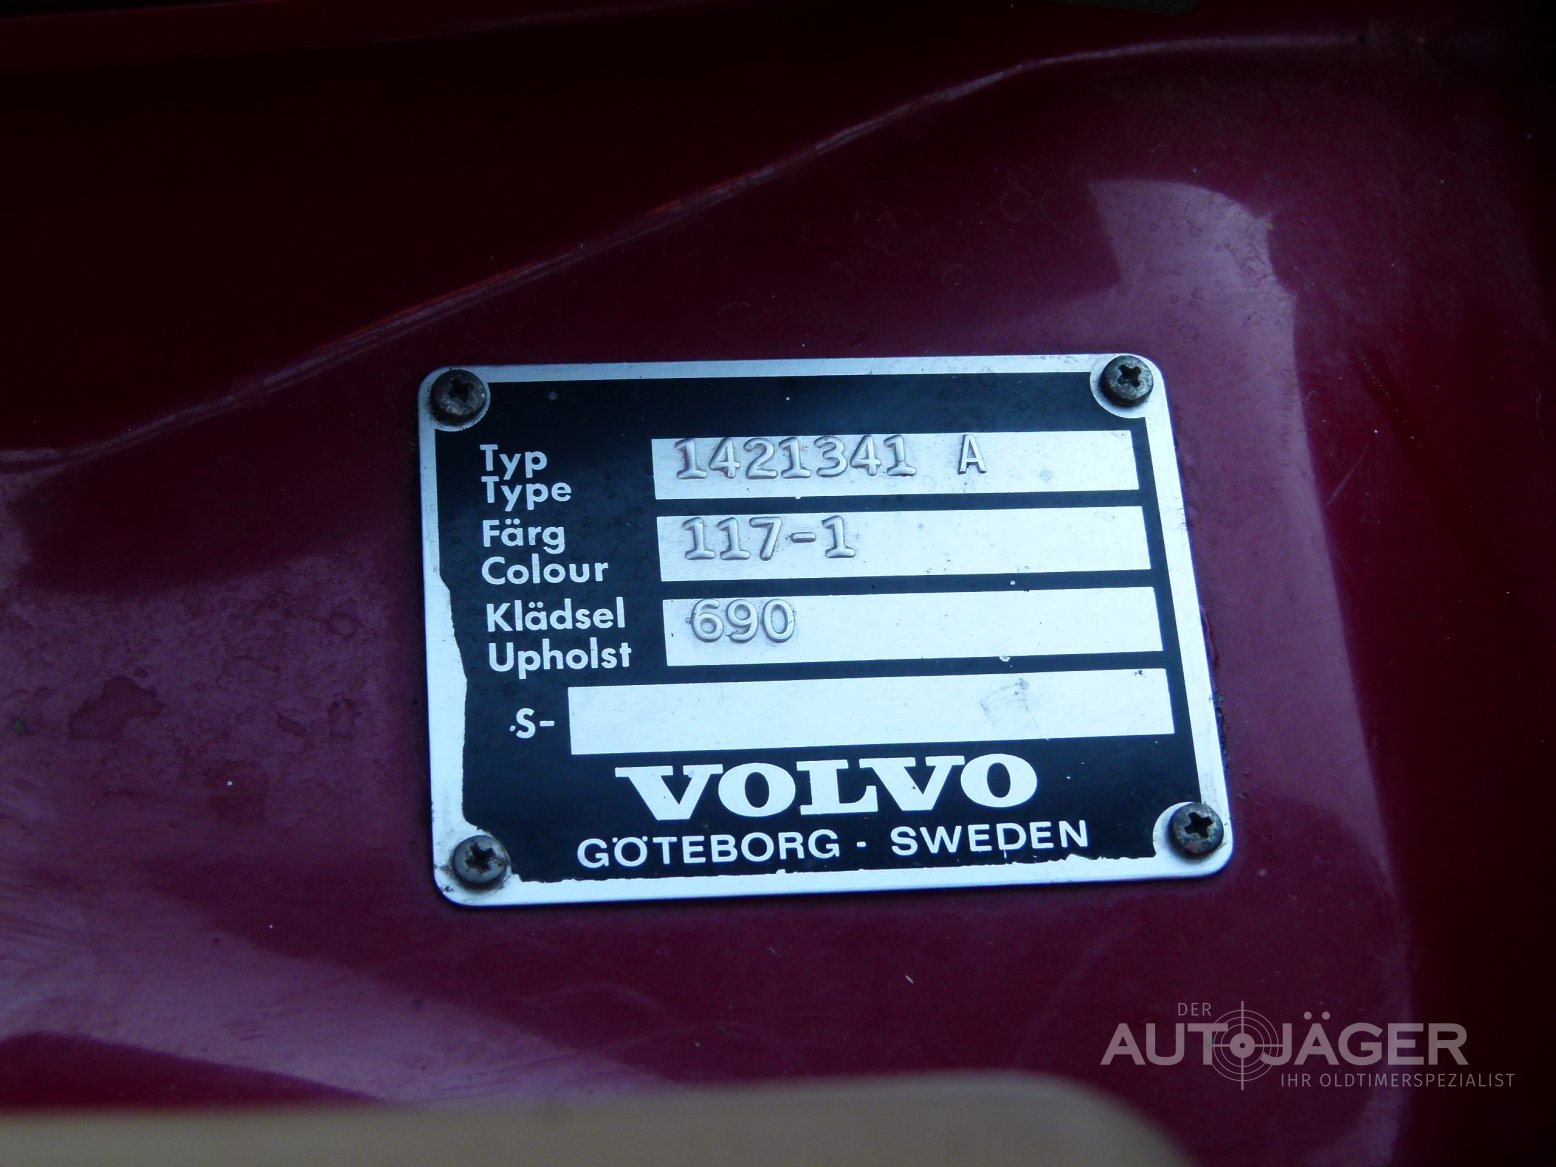 Typ 1421341 A
Type
Färg 117-1
Colour
Klädsel 690
Upholst
S-
VOLVO
GÖTEBORG - SWEDEN
DER
AUTOJÄGER
IHR OLDTIMERSPEZIALIST